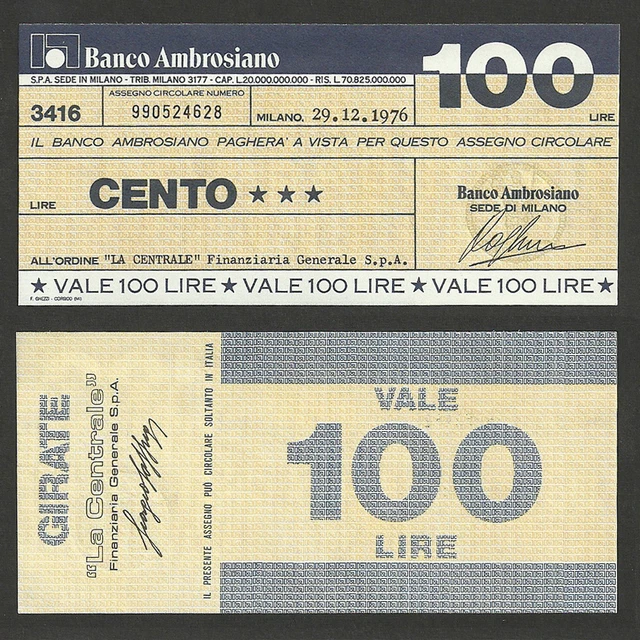 Banco Ambrosiano
100
S.P.A. SEDE IN MILANO - TRIB. MILANO 3177 - CAP. L.20.000.000.000 - RIS. L.70.825.000.000
ASSEGNO CIRCOLARE NUMERO
3416
990524628
MILANO, 29.12.1976
LIRE
IL BANCO AMBROSIANO PAGHERA' A VISTA PER QUESTO ASSEGNO CIRCOLARE
LIRE CENTO ★★★
Banco Ambrosiano
SEDE DI MILANO
ALL'ORDINE "LA CENTRALE" Finanziaria Generale S.p.A.
★ VALE 100 LIRE ★ VALE 100 LIRE ★ VALE 100 LIRE ★
F. GHEZZI - CORSICO (MI)
GIRATE
"La Centrale"
Finanziaria Generale S.p.A.
IL PRESENTE ASSEGNO PUÒ CIRCOLARE SOLTANTO IN ITALIA
VALE
100
LIRE